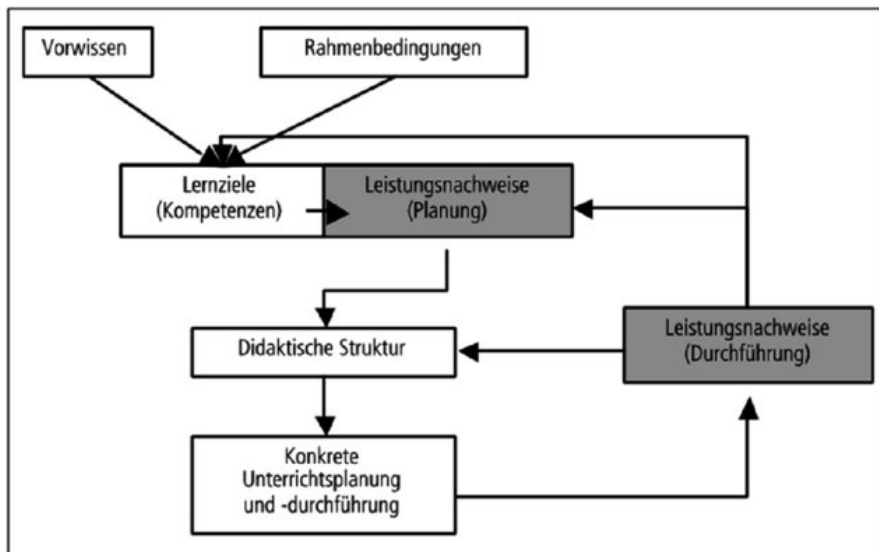 Vorwissen
Rahmenbedingungen
Lernziele
(Kompetenzen)
Leistungsnachweise
(Planung)
Didaktische Struktur
Leistungsnachweise
(Durchführung)
Konkrete
Unterrichtsplanung
und -durchführung